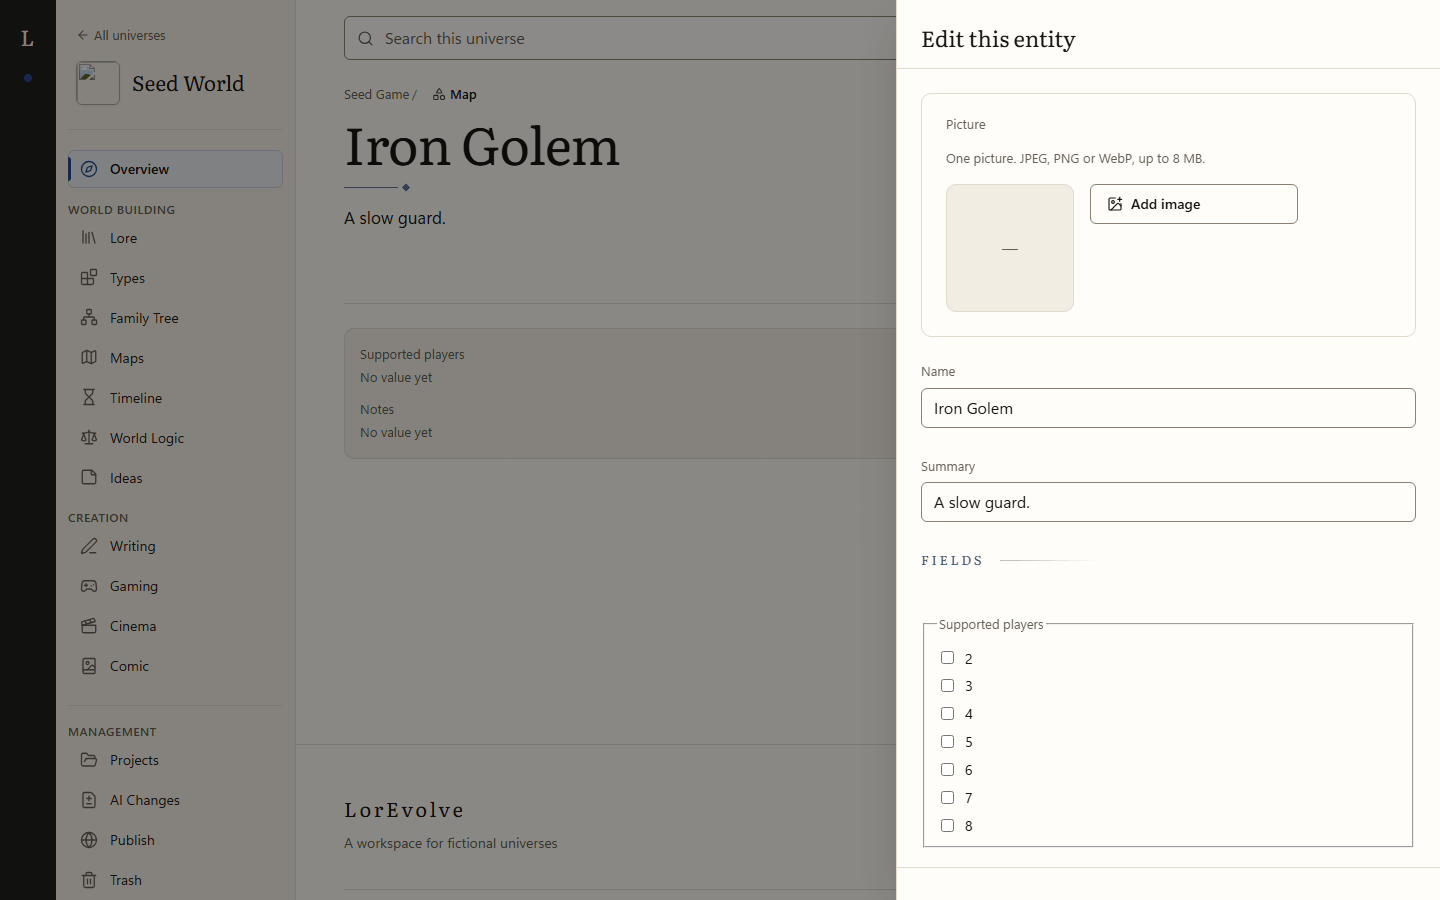 L
All universes
Seed World
Overview
WORLD BUILDING
Lore
Types
Family Tree
Maps
Timeline
World Logic
Ideas
CREATION
Writing
Gaming
Cinema
Comic
MANAGEMENT
Projects
AI Changes
Publish
Trash
Search this universe
Seed Game / Map
Iron Golem
A slow guard.
Supported players
No value yet
Notes
No value yet
LorEvolve
A workspace for fictional universes
Edit this entity
Picture
One picture. JPEG, PNG or WebP, up to 8 MB.
—
Add image
Name
Iron Golem
Summary
A slow guard.
FIELDS
Supported players
2
3
4
5
6
7
8